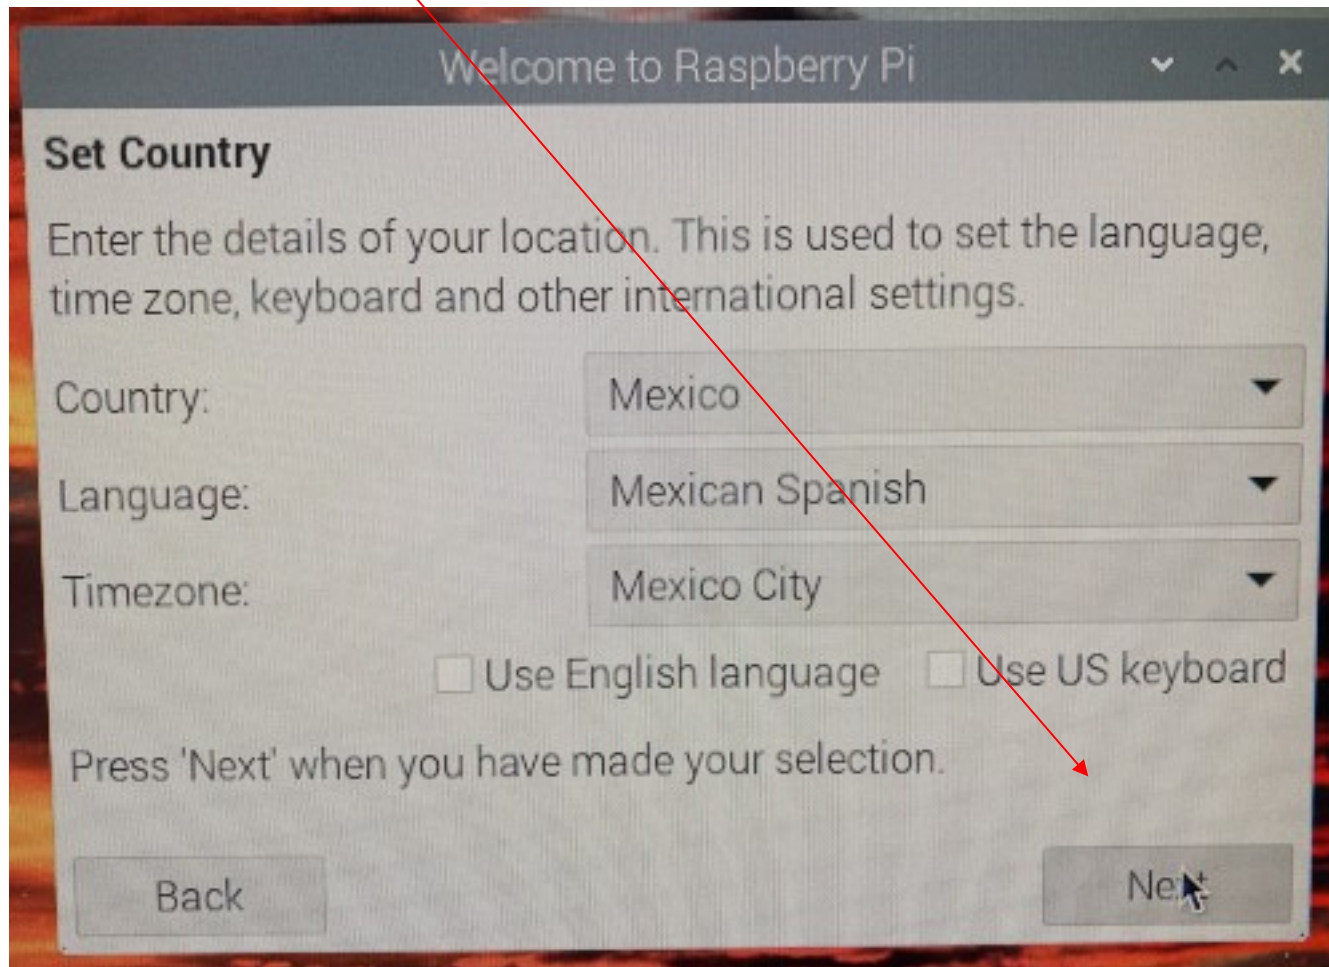 Welcome to Raspberry Pi
Set Country
Enter the details of your location. This is used to set the language,
time zone, keyboard and other international settings.
Country: Mexico
Language: Mexican Spanish
Timezone: Mexico City
Use English language Use US keyboard
Press 'Next' when you have made your selection.
Back Next